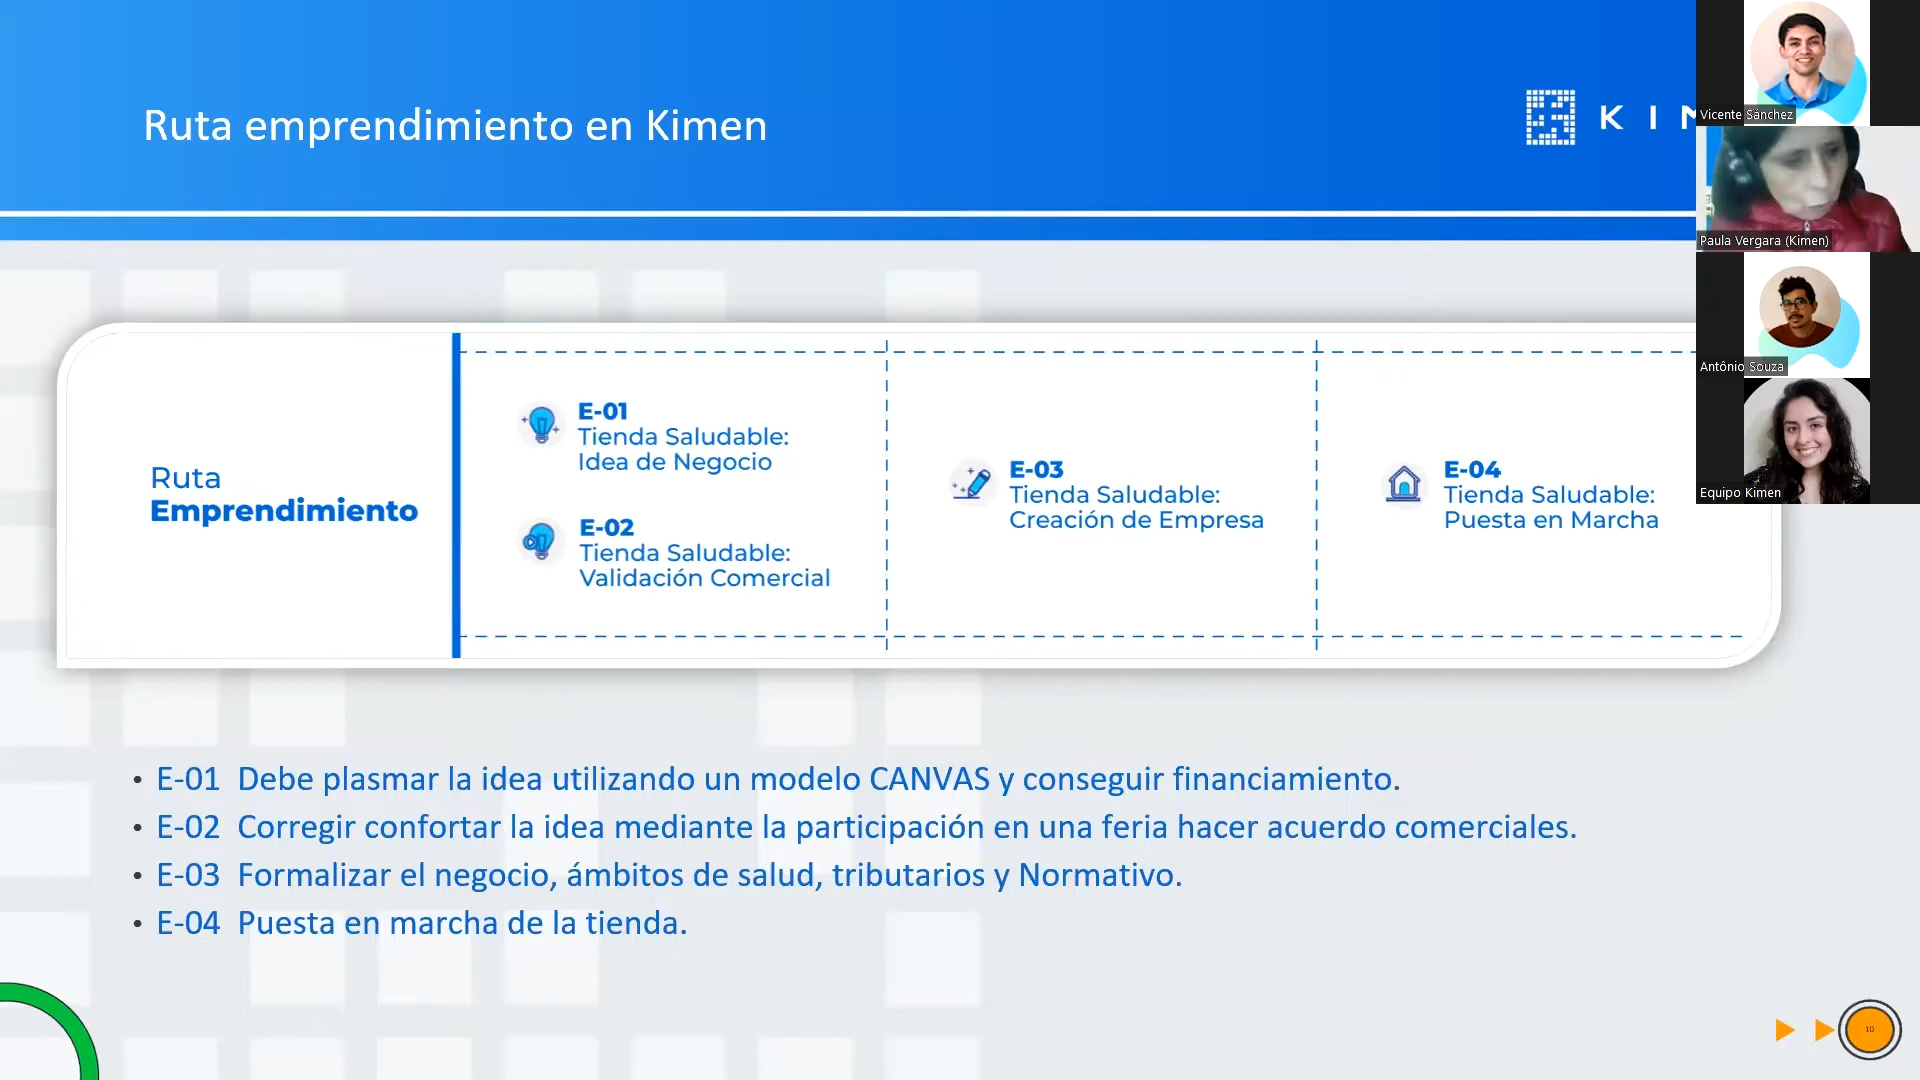 Ruta emprendimiento en Kimen
KIM
Vicente Sánchez
Paula Vergara (Kimen)
Antônio Souza
Equipo Kimen
Ruta
Emprendimiento
E-01
Tienda Saludable:
Idea de Negocio
E-02
Tienda Saludable:
Validación Comercial
E-03
Tienda Saludable:
Creación de Empresa
E-04
Tienda Saludable:
Puesta en Marcha
• E-01 Debe plasmar la idea utilizando un modelo CANVAS y conseguir financiamiento.
• E-02 Corregir confortar la idea mediante la participación en una feria hacer acuerdo comerciales.
• E-03 Formalizar el negocio, ámbitos de salud, tributarios y Normativo.
• E-04 Puesta en marcha de la tienda.
10